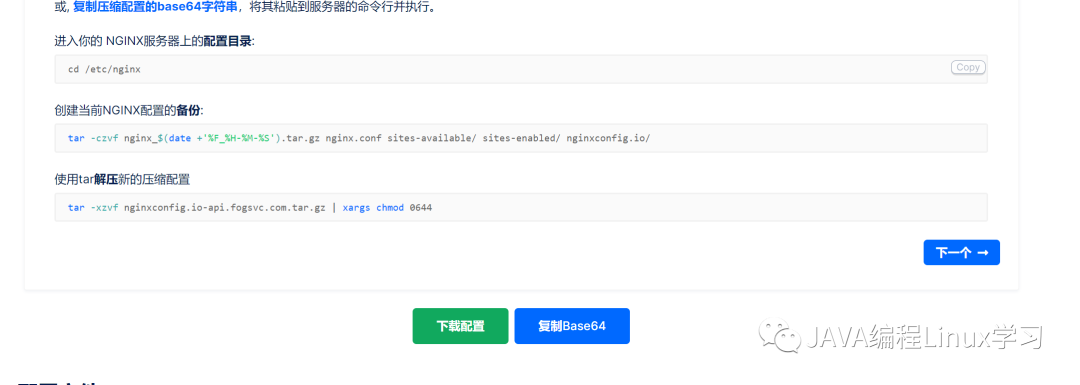 或, 复制压缩配置的base64字符串，将其粘贴到服务器的命令行并执行。
进入你的 NGINX服务器上的配置目录:
cd /etc/nginx
Copy
创建当前NGINX配置的备份:
tar -czvf nginx_$(date +'%F_%H-%M-%S').tar.gz nginx.conf sites-available/ sites-enabled/ nginxconfig.io/
使用tar解压新的压缩配置
tar -xzvf nginxconfig.io-api.fogsvc.com.tar.gz | xargs chmod 0644
下一个 →
下载配置
复制Base64
JAVA编程Linux学习